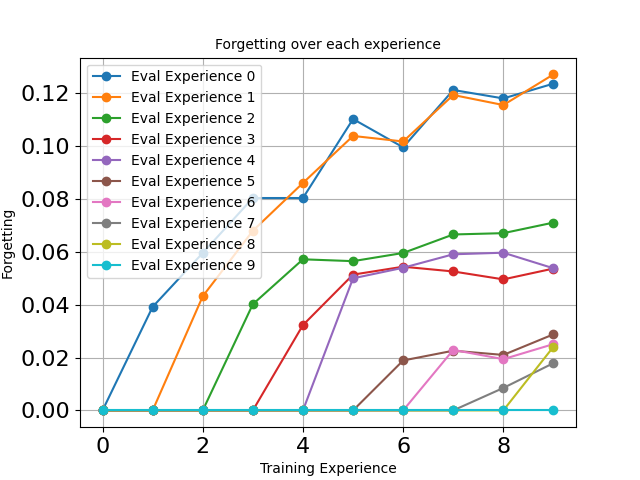 Forgetting over each experience
Forgetting
0.12
0.10
0.08
0.06
0.04
0.02
0.00
Eval Experience 0
Eval Experience 1
Eval Experience 2
Eval Experience 3
Eval Experience 4
Eval Experience 5
Eval Experience 6
Eval Experience 7
Eval Experience 8
Eval Experience 9
0 2 4 6 8
Training Experience